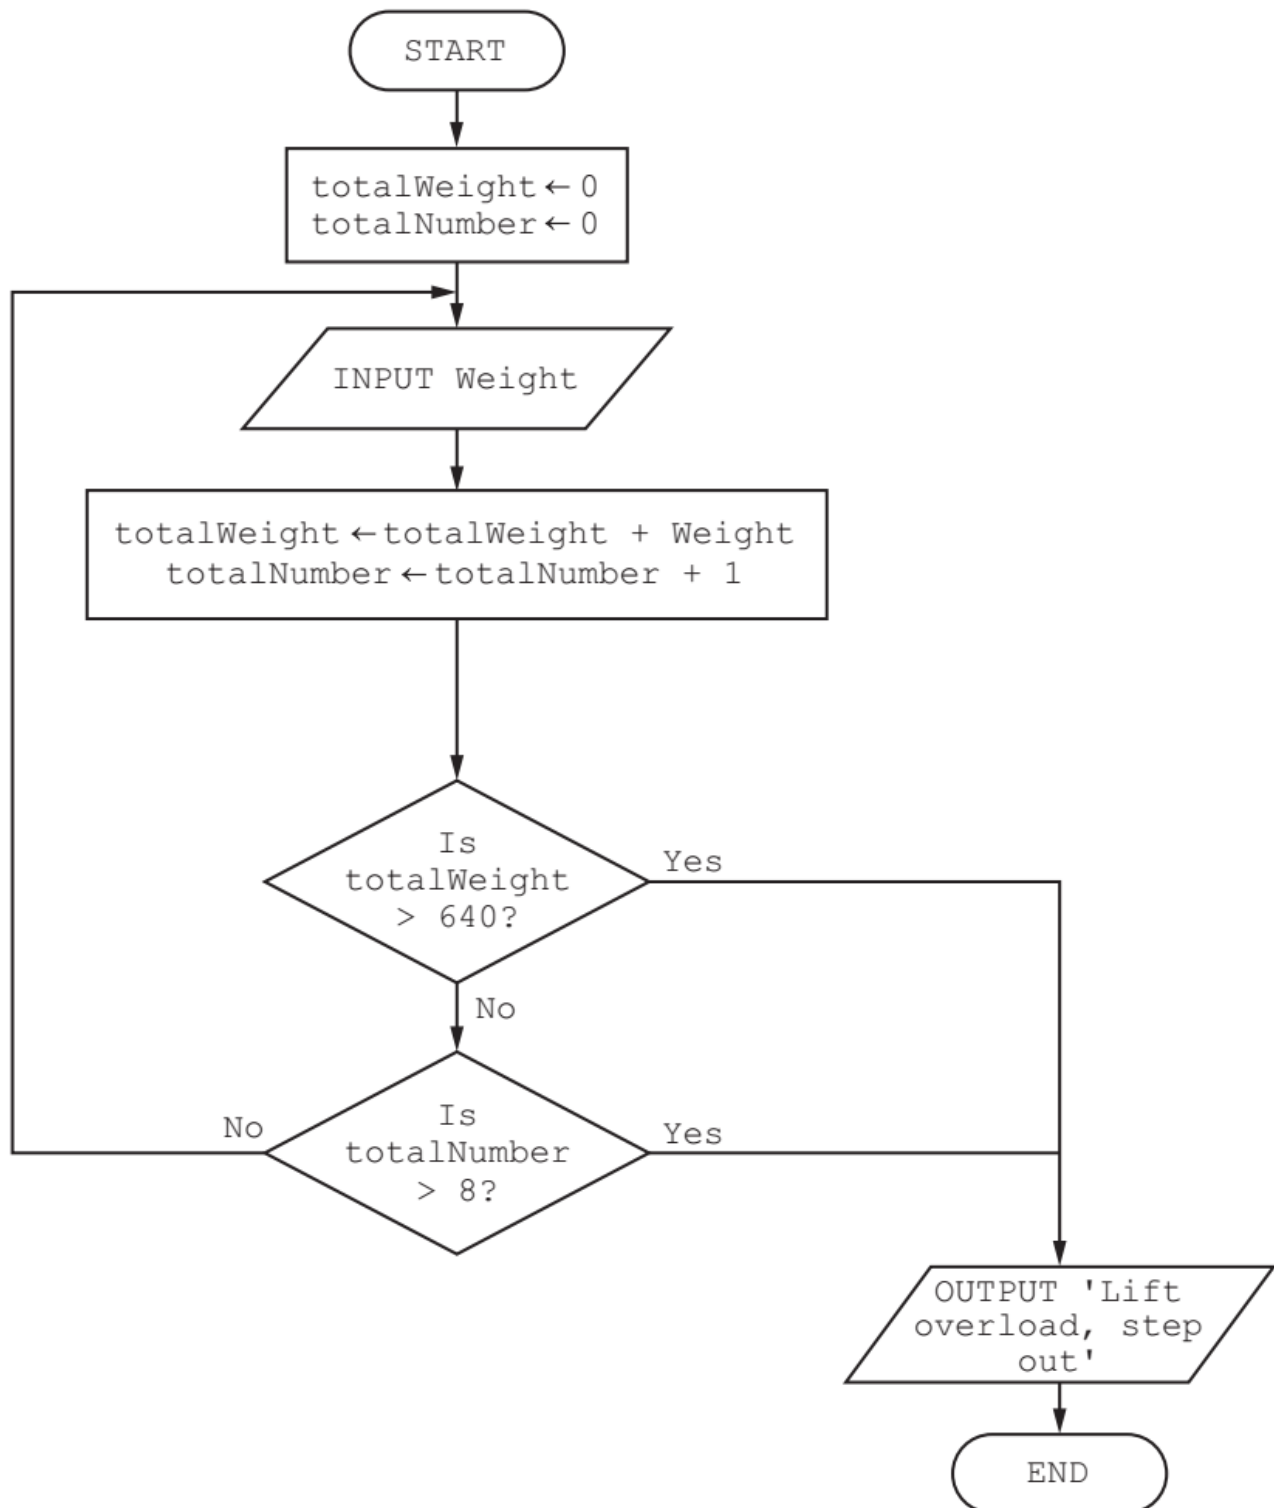 START
totalWeight ← 0
totalNumber ← 0
INPUT Weight
totalWeight ← totalWeight + Weight
totalNumber ← totalNumber + 1
Is
totalWeight
> 640?
Yes
No
Is
totalNumber
> 8?
No
Yes
OUTPUT 'Lift
overload, step
out'
END